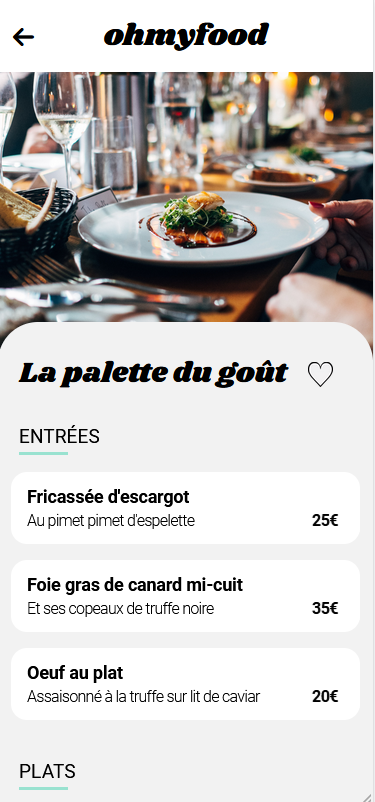 ohmyfood
La palette du goût
ENTRÉES
Fricassée d'escargot
Au pimet pimet d'espelette
25€
Foie gras de canard mi-cuit
Et ses copeaux de truffe noire
35€
Oeuf au plat
Assaisonné à la truffe sur lit de caviar
20€
PLATS